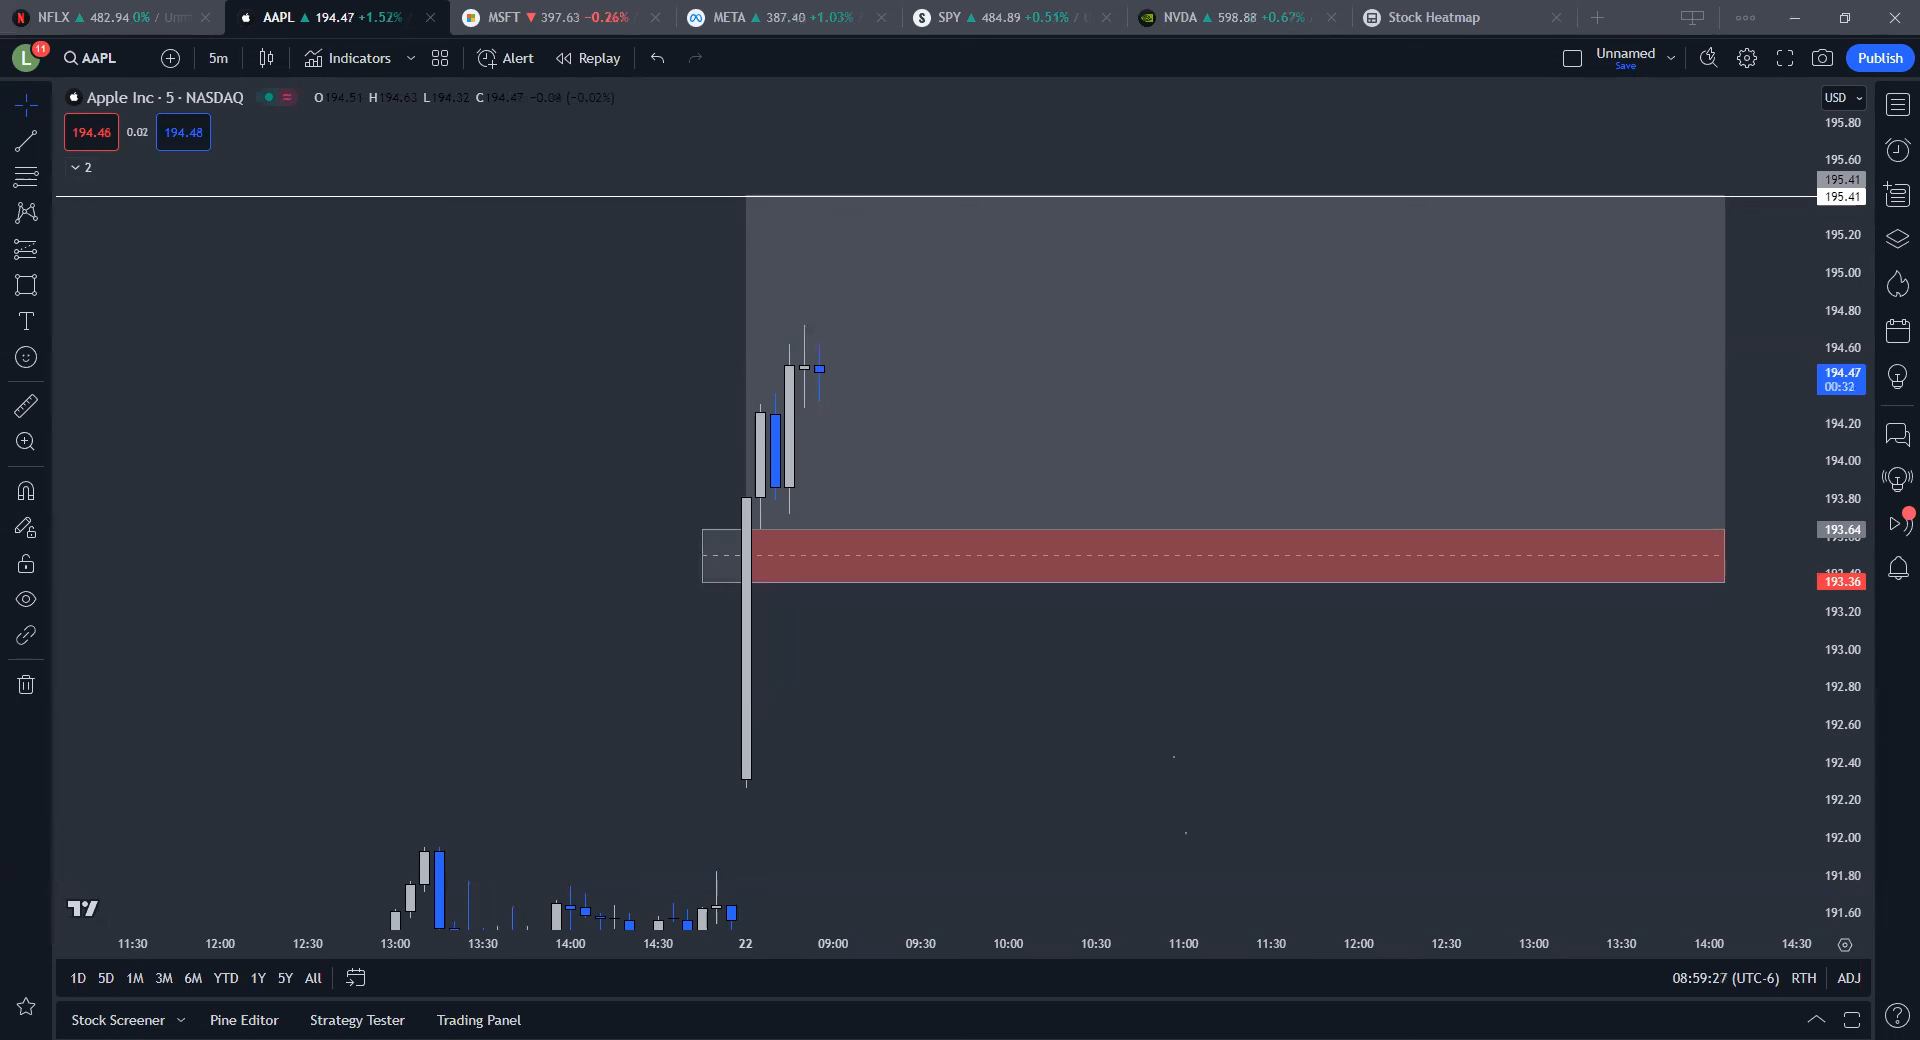 NFLX ▲ 482.94 0% / Unn
AAPL ▲ 194.47 +1.52%
MSFT ▼ 397.63 −0.26%
META ▲ 387.40 +1.03%
SPY ▲ 484.89 +0.51% / U
NVDA ▲ 598.88 +0.67%
Stock Heatmap
L 11 AAPL 5m Indicators Alert Replay Unnamed Save Publish
Apple Inc · 5 · NASDAQ O194.51 H194.63 L194.32 C194.47 −0.03 (−0.02%)
USD
194.46 0.02 194.48
2
195.80
195.60
195.41
195.41
195.20
195.00
194.80
194.60
194.47
00:32
194.20
194.00
193.80
193.64
193.36
193.20
193.00
192.80
192.60
192.40
192.20
192.00
191.80
191.60
11:30 12:00 12:30 13:00 13:30 14:00 14:30 22 09:00 09:30 10:00 10:30 11:00 11:30 12:00 12:30 13:00 13:30 14:00 14:30
1D 5D 1M 3M 6M YTD 1Y 5Y All 08:59:27 (UTC-6) RTH ADJ
Stock Screener Pine Editor Strategy Tester Trading Panel